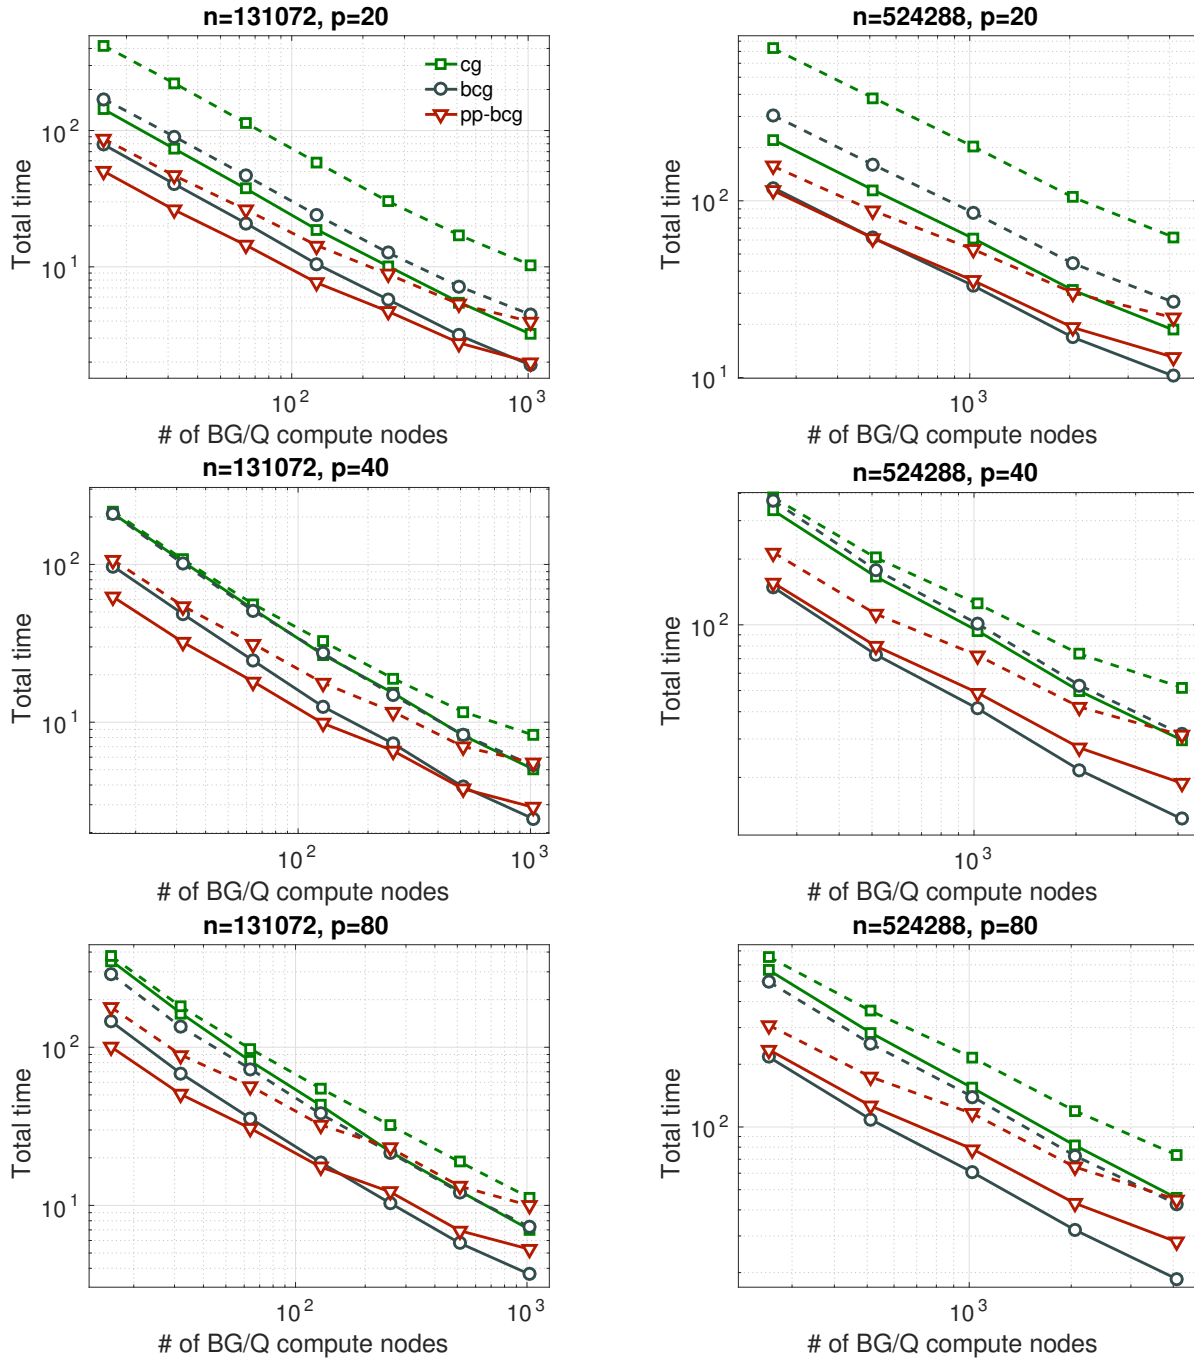 n=131072, p=20
10^2
10^1
Total time
cg
bcg
pp-bcg
10^2
10^3
# of BG/Q compute nodes
n=524288, p=20
10^2
10^1
Total time
10^3
# of BG/Q compute nodes
n=131072, p=40
10^2
10^1
Total time
10^2
10^3
# of BG/Q compute nodes
n=524288, p=40
10^2
Total time
10^3
# of BG/Q compute nodes
n=131072, p=80
10^2
10^1
Total time
10^2
10^3
# of BG/Q compute nodes
n=524288, p=80
10^2
Total time
10^3
# of BG/Q compute nodes